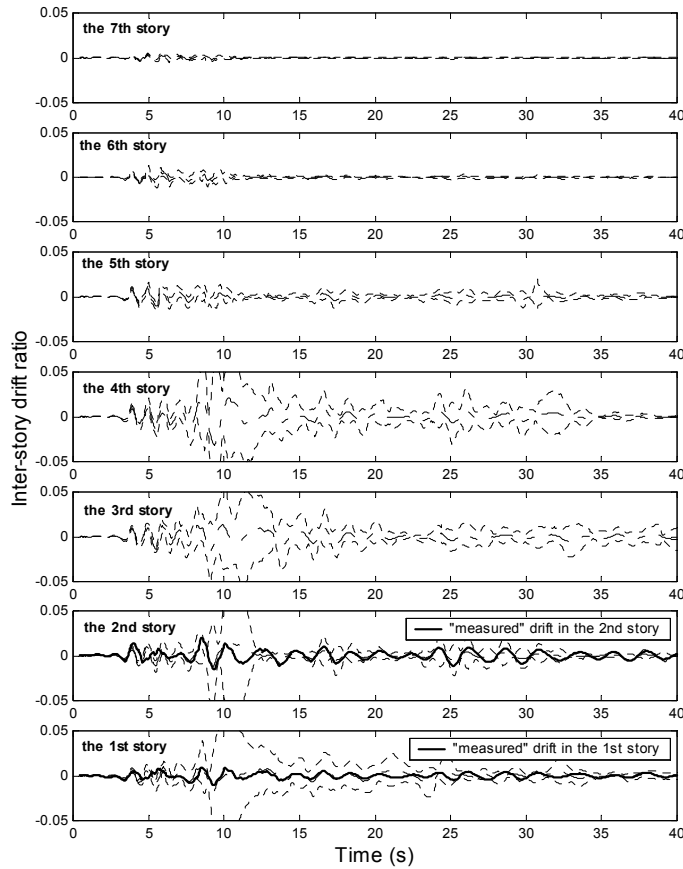 Inter-story drift ratio
0.05
the 7th story
0
-0.05
0 5 10 15 20 25 30 35 40
0.05
the 6th story
0
-0.05
0 5 10 15 20 25 30 35 40
0.05
the 5th story
0
-0.05
0 5 10 15 20 25 30 35 40
0.05
the 4th story
0
-0.05
0 5 10 15 20 25 30 35 40
0.05
the 3rd story
0
-0.05
0 5 10 15 20 25 30 35 40
0.05
the 2nd story
"measured" drift in the 2nd story
0
-0.05
0 5 10 15 20 25 30 35 40
0.05
the 1st story
"measured" drift in the 1st story
0
-0.05
0 5 10 15 20 25 30 35 40
Time (s)